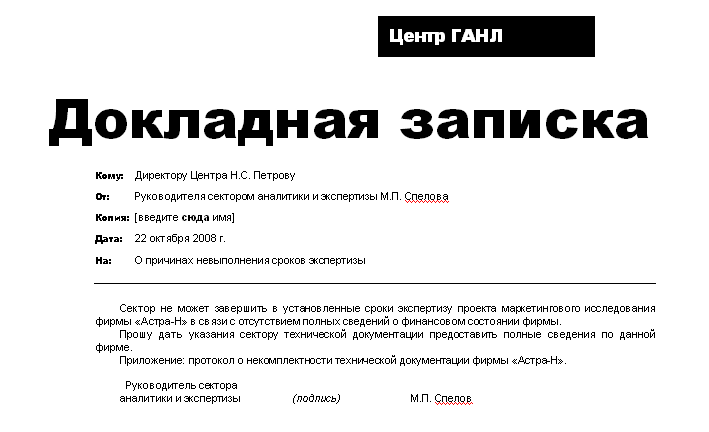 Центр ГАНЛ
Докладная записка
Кому: Директору Центра Н.С. Петрову
От: Руководителя сектором аналитики и экспертизы М.П. Спелова
Копия: [введите сюда имя]
Дата: 22 октября 2008 г.
На: О причинах невыполнения сроков экспертизы
Сектор не может завершить в установленные сроки экспертизу проекта маркетингового исследования
фирмы «Астра-Н» в связи с отсутствием полных сведений о финансовом состоянии фирмы.
Прошу дать указания сектору технической документации предоставить полные сведения по данной
фирме.
Приложение: протокол о некомплектности технической документации фирмы «Астра-Н».
Руководитель сектора
аналитики и экспертизы (подпись) М.П. Спелов